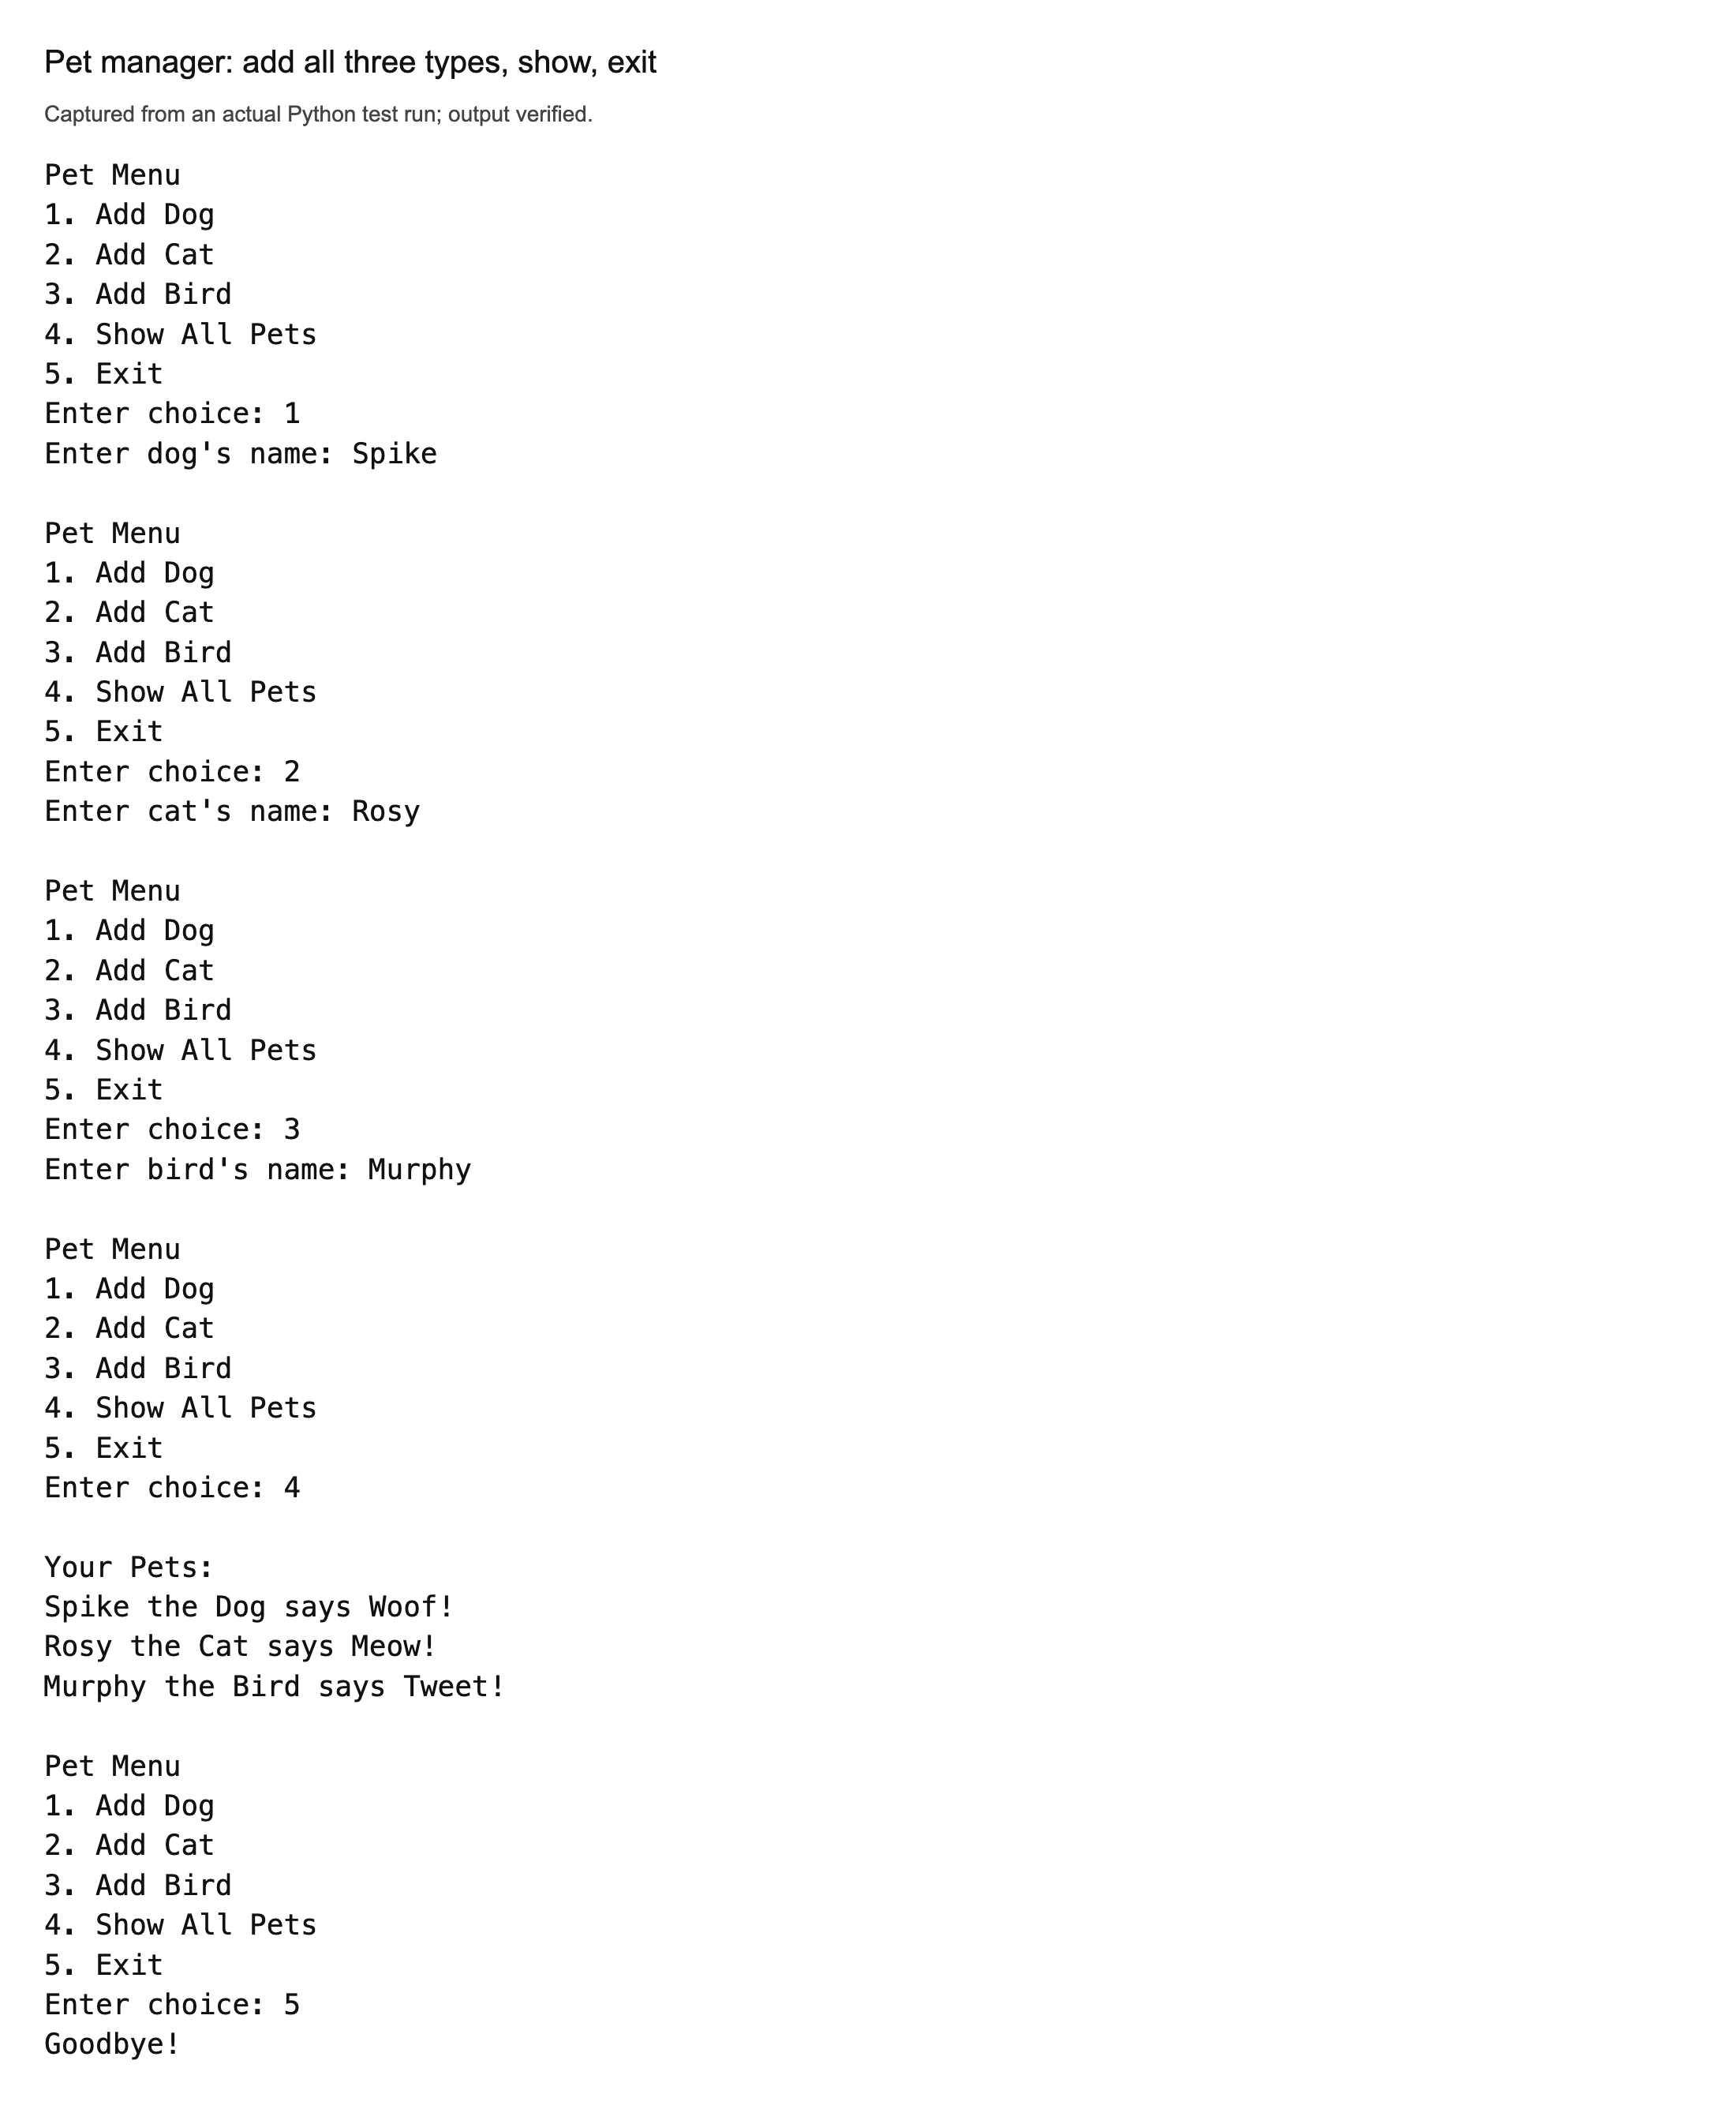 Pet manager: add all three types, show, exit
Captured from an actual Python test run; output verified.
Pet Menu
1. Add Dog
2. Add Cat
3. Add Bird
4. Show All Pets
5. Exit
Enter choice: 1
Enter dog's name: Spike
Pet Menu
1. Add Dog
2. Add Cat
3. Add Bird
4. Show All Pets
5. Exit
Enter choice: 2
Enter cat's name: Rosy
Pet Menu
1. Add Dog
2. Add Cat
3. Add Bird
4. Show All Pets
5. Exit
Enter choice: 3
Enter bird's name: Murphy
Pet Menu
1. Add Dog
2. Add Cat
3. Add Bird
4. Show All Pets
5. Exit
Enter choice: 4
Your Pets:
Spike the Dog says Woof!
Rosy the Cat says Meow!
Murphy the Bird says Tweet!
Pet Menu
1. Add Dog
2. Add Cat
3. Add Bird
4. Show All Pets
5. Exit
Enter choice: 5
Goodbye!